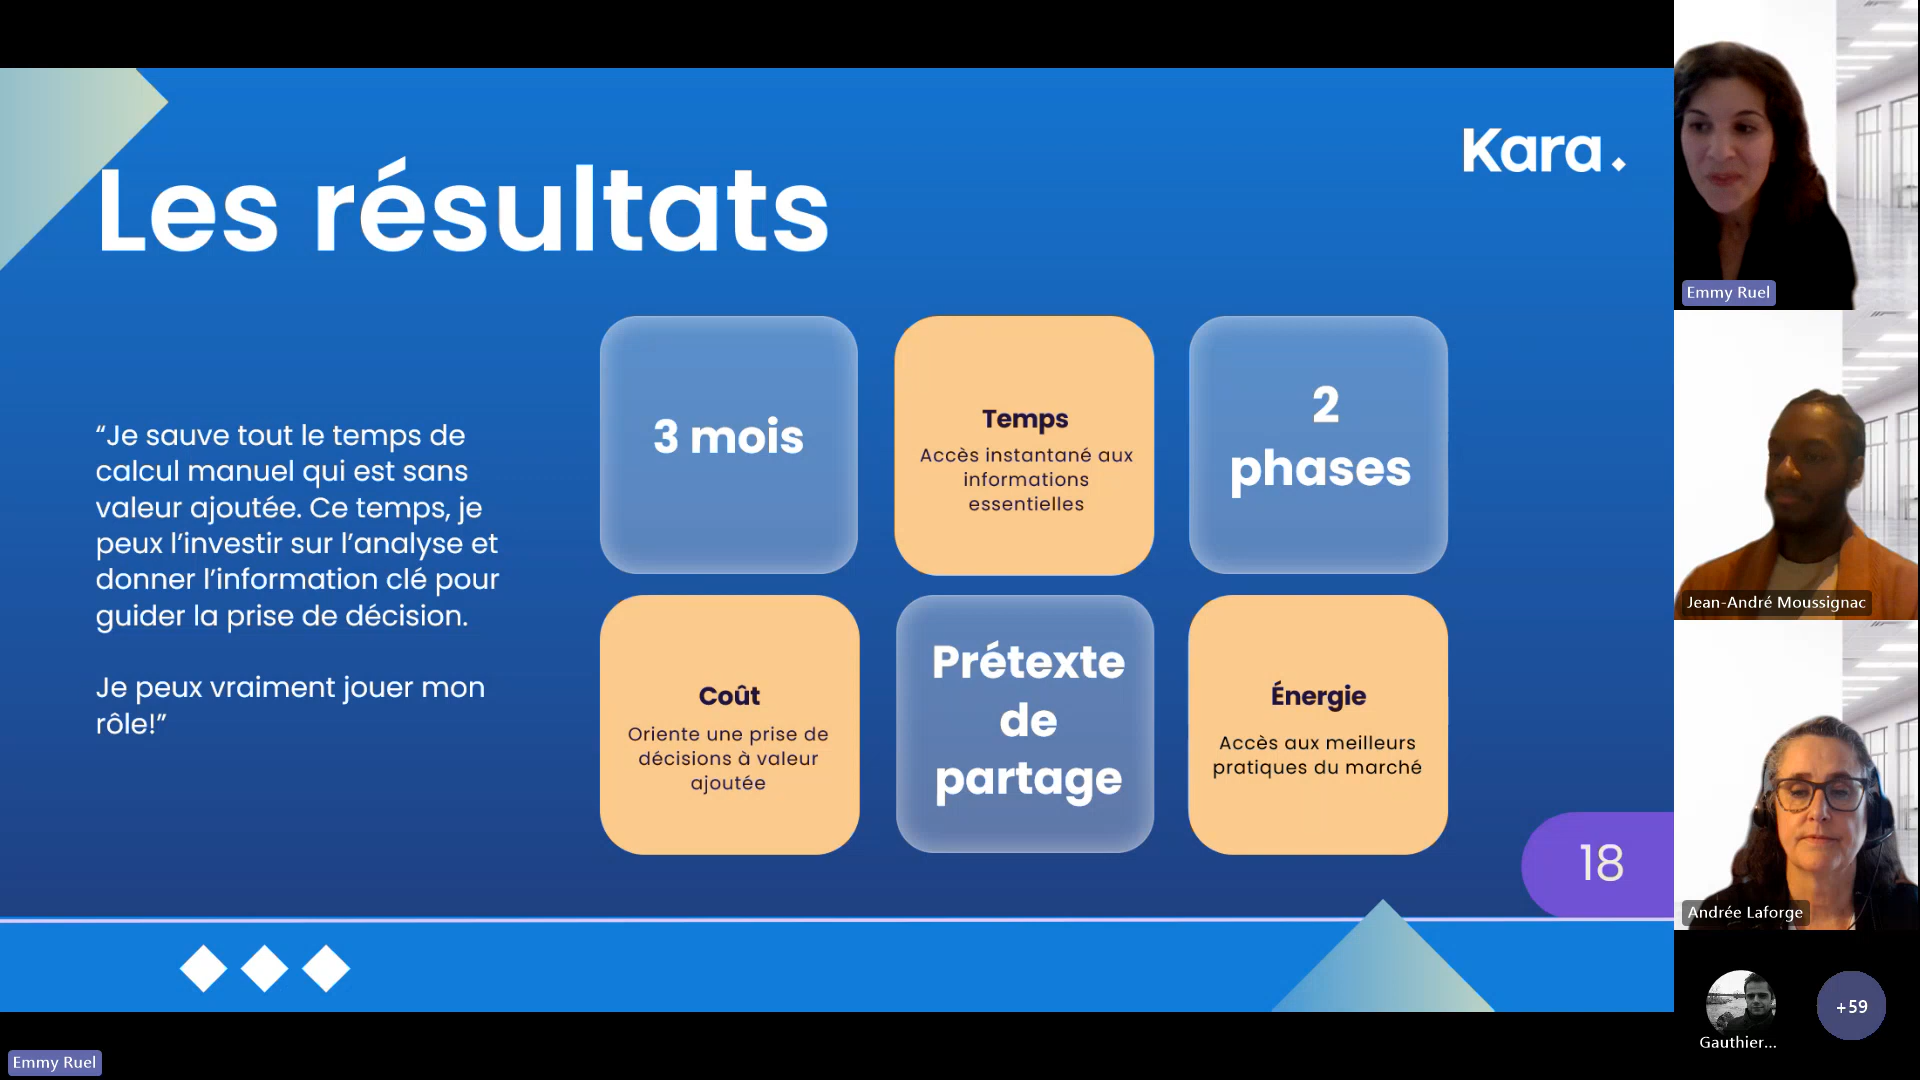 Kara.
Les résultats
“Je sauve tout le temps de
calcul manuel qui est sans
valeur ajoutée. Ce temps, je
peux l’investir sur l’analyse et
donner l’information clé pour
guider la prise de décision.
Je peux vraiment jouer mon
rôle!”
3 mois
Temps
Accès instantané aux
informations
essentielles
2
phases
Coût
Oriente une prise de
décisions à valeur
ajoutée
Prétexte
de
partage
Énergie
Accès aux meilleurs
pratiques du marché
18
Emmy Ruel
Jean-André Moussignac
Andrée Laforge
Gauthier...
+59
Emmy Ruel